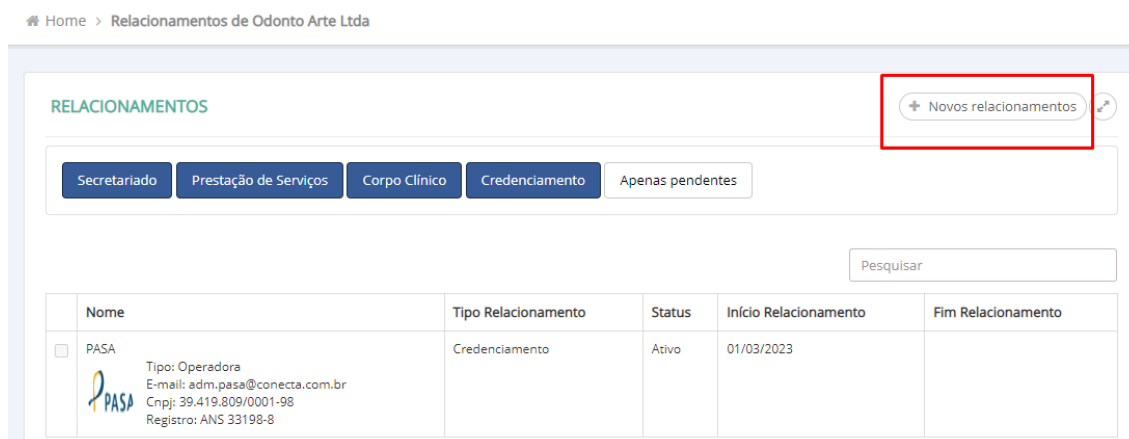 Home > Relacionamentos de Odonto Arte Ltda
RELACIONAMENTOS
+ Novos relacionamentos
Secretariado Prestação de Serviços Corpo Clínico Credenciamento Apenas pendentes
Pesquisar
Nome Tipo Relacionamento Status Início Relacionamento Fim Relacionamento
PASA Credenciamento Ativo 01/03/2023
Tipo: Operadora
E-mail: adm.pasa@conecta.com.br
PASA Cnpj: 39.419.809/0001-98
Registro: ANS 33198-8